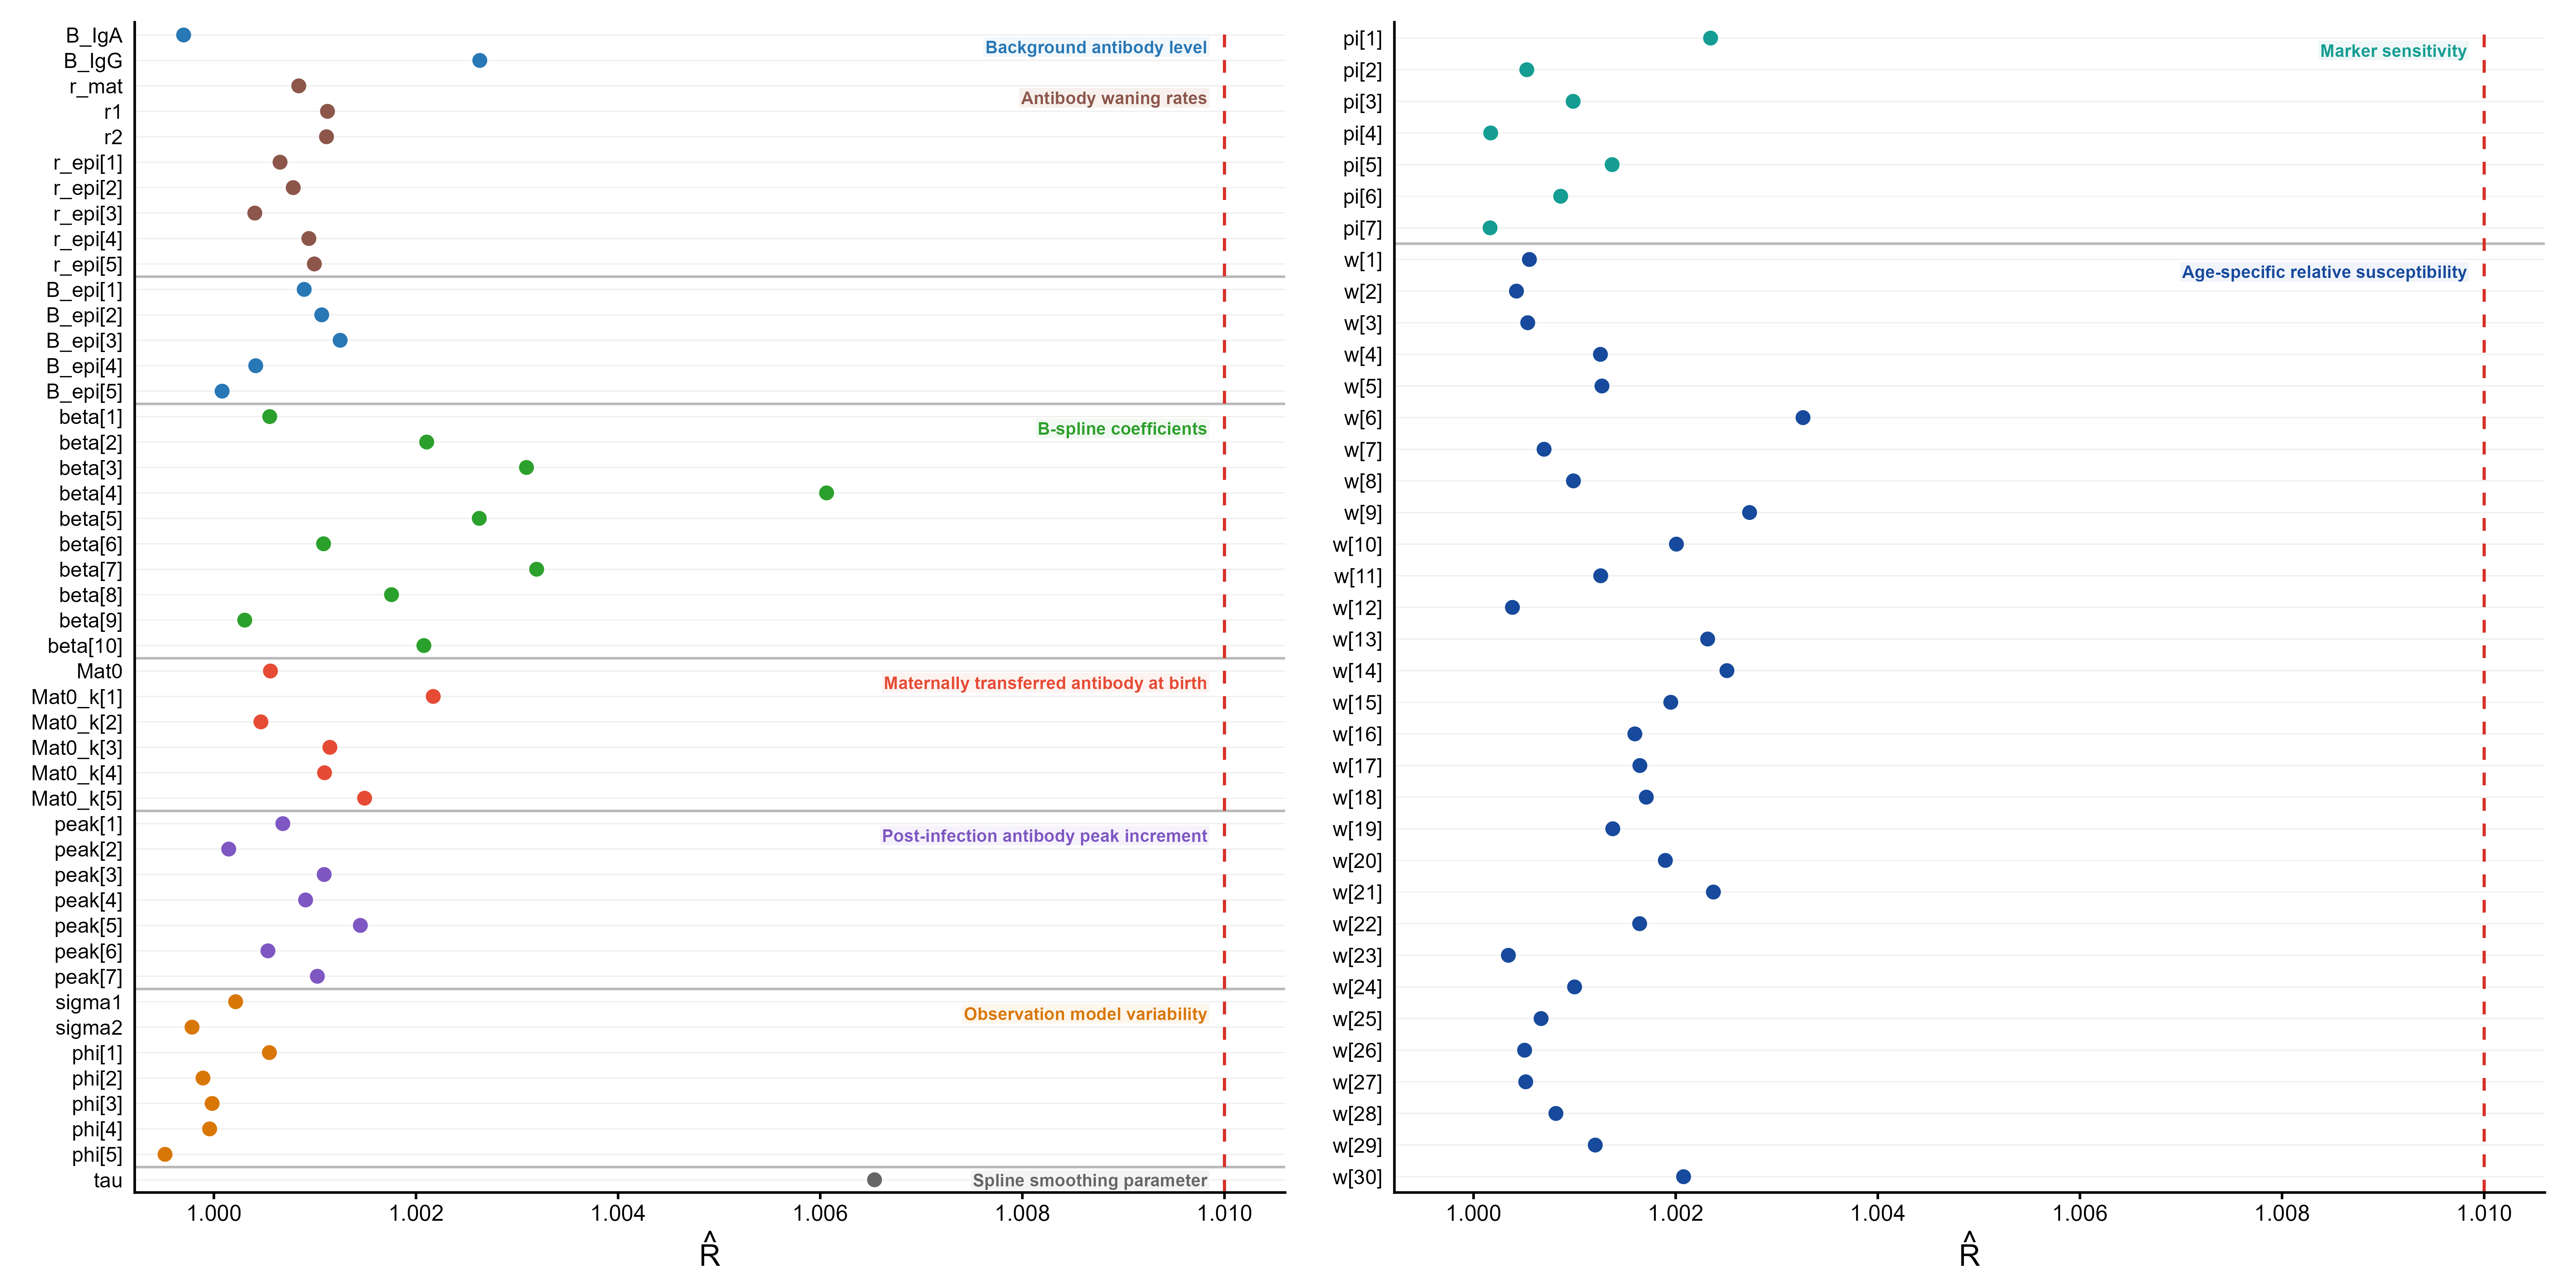 B_IgA
Background antibody level
B_IgG
r_mat
Antibody waning rates
r1
r2
r_epi[1]
r_epi[2]
r_epi[3]
r_epi[4]
r_epi[5]
B_epi[1]
B_epi[2]
B_epi[3]
B_epi[4]
B_epi[5]
beta[1]
B-spline coefficients
beta[2]
beta[3]
beta[4]
beta[5]
beta[6]
beta[7]
beta[8]
beta[9]
beta[10]
Mat0
Maternally transferred antibody at birth
Mat0_k[1]
Mat0_k[2]
Mat0_k[3]
Mat0_k[4]
Mat0_k[5]
peak[1]
Post-infection antibody peak increment
peak[2]
peak[3]
peak[4]
peak[5]
peak[6]
peak[7]
sigma1
Observation model variability
sigma2
phi[1]
phi[2]
phi[3]
phi[4]
phi[5]
tau
Spline smoothing parameter
1.000 1.002 1.004 1.006 1.008 1.010
R̂
pi[1]
Marker sensitivity
pi[2]
pi[3]
pi[4]
pi[5]
pi[6]
pi[7]
w[1]
Age-specific relative susceptibility
w[2]
w[3]
w[4]
w[5]
w[6]
w[7]
w[8]
w[9]
w[10]
w[11]
w[12]
w[13]
w[14]
w[15]
w[16]
w[17]
w[18]
w[19]
w[20]
w[21]
w[22]
w[23]
w[24]
w[25]
w[26]
w[27]
w[28]
w[29]
w[30]
1.000 1.002 1.004 1.006 1.008 1.010
R̂